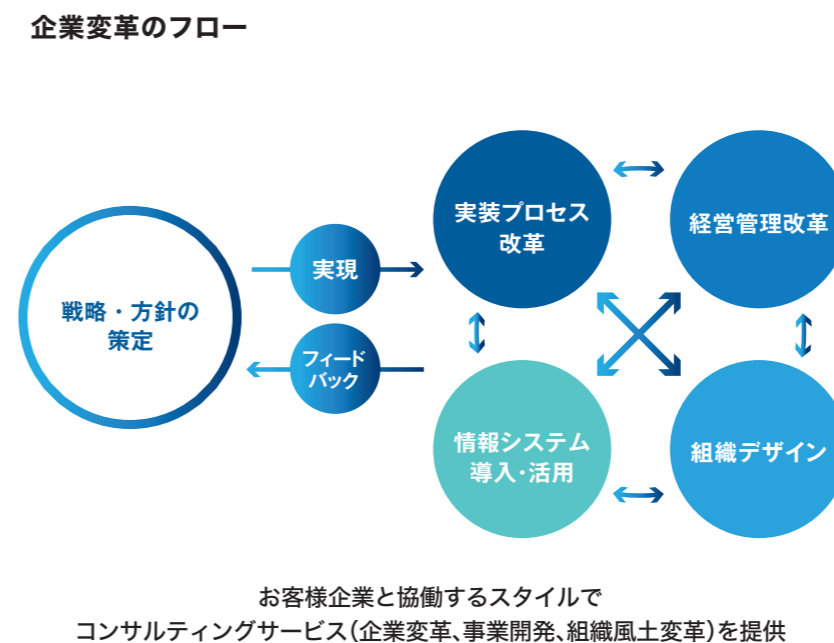 企業変革のフロー
実装プロセス
改革
経営管理改革
実現
戦略・方針の
策定
フィード
バック
情報システム
導入・活用
組織デザイン
お客様企業と協働するスタイルで
コンサルティングサービス(企業変革、事業開発、組織風土変革)を提供